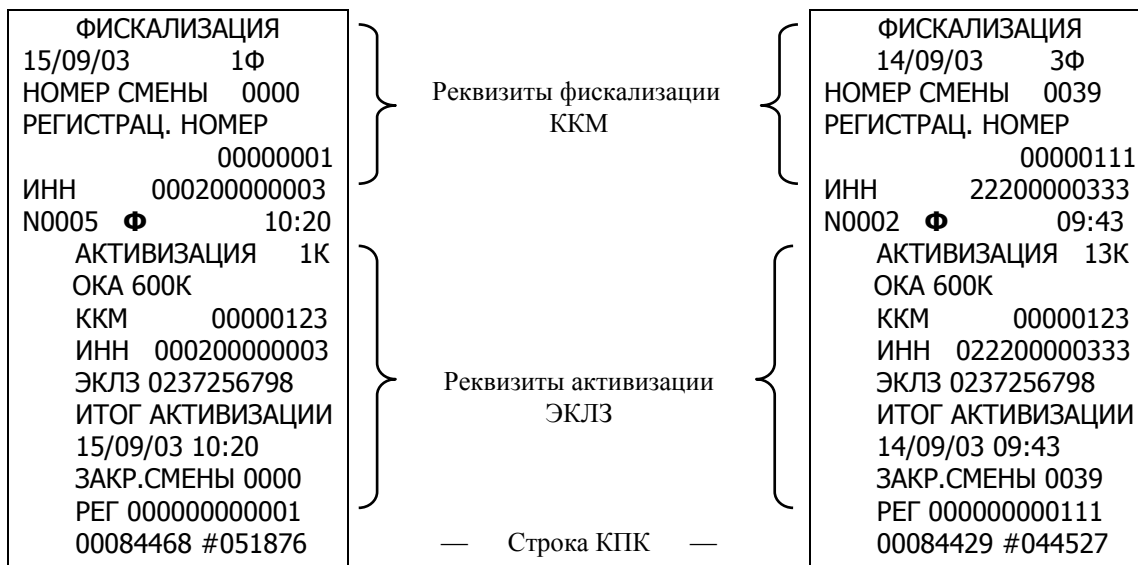 ФИСКАЛИЗАЦИЯ
15/09/03 1Ф
НОМЕР СМЕНЫ 0000
РЕГИСТРАЦ. НОМЕР
00000001
ИНН 000200000003
N0005 Ф 10:20
АКТИВИЗАЦИЯ 1К
ОКА 600К
ККМ 00000123
ИНН 000200000003
ЭКЛЗ 0237256798
ИТОГ АКТИВИЗАЦИИ
15/09/03 10:20
ЗАКР.СМЕНЫ 0000
РЕГ 000000000001
00084468 #051876
Реквизиты фискализации
ККМ
Реквизиты активизации
ЭКЛЗ
— Строка КПК —
ФИСКАЛИЗАЦИЯ
14/09/03 3Ф
НОМЕР СМЕНЫ 0039
РЕГИСТРАЦ. НОМЕР
00000111
ИНН 22200000333
N0002 Ф 09:43
АКТИВИЗАЦИЯ 13К
ОКА 600К
ККМ 00000123
ИНН 022200000333
ЭКЛЗ 0237256798
ИТОГ АКТИВИЗАЦИИ
14/09/03 09:43
ЗАКР.СМЕНЫ 0039
РЕГ 000000000111
00084429 #044527